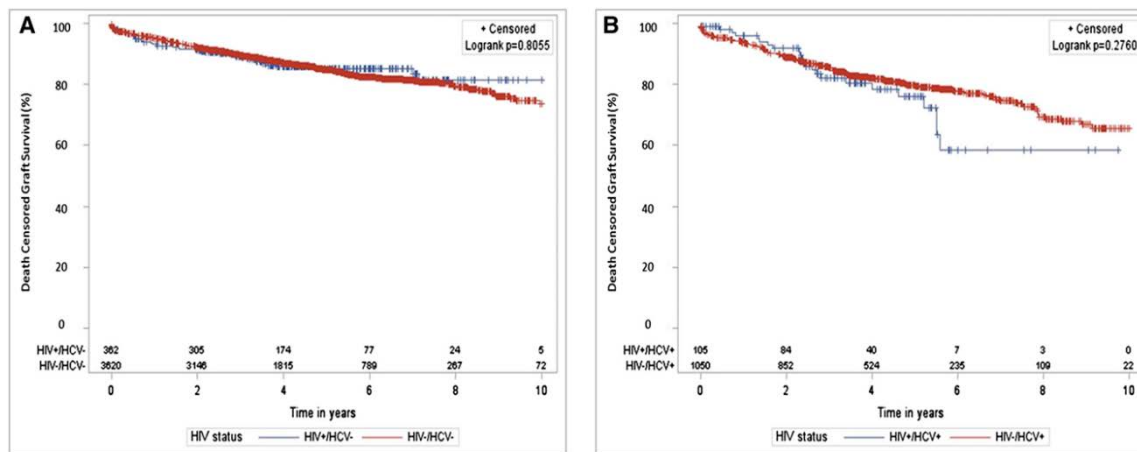 A
+ Censored
Logrank p=0.8055
Death Censored Graft Survival (%)
100
80
60
40
20
0
HIV+/HCV- 362 305 174 77 24 5
HIV-/HCV- 3620 3146 1815 789 267 72
0 2 4 6 8 10
Time in years
HIV status HIV+/HCV- HIV-/HCV-
B
+ Censored
Logrank p=0.2760
Death Censored Graft Survival (%)
100
80
60
40
20
0
HIV+/HCV+ 105 84 40 7 3 0
HIV-/HCV+ 1050 852 524 235 109 22
0 2 4 6 8 10
Time in years
HIV status HIV+/HCV+ HIV-/HCV+